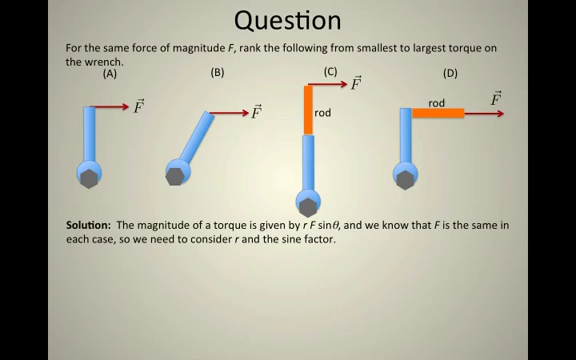 Question
For the same force of magnitude F, rank the following from smallest to largest torque on
the wrench.
(A)
(B)
(C)
(D)
F
F
F
F
rod
rod
Solution: The magnitude of a torque is given by r F sinθ, and we know that F is the same in
each case, so we need to consider r and the sine factor.